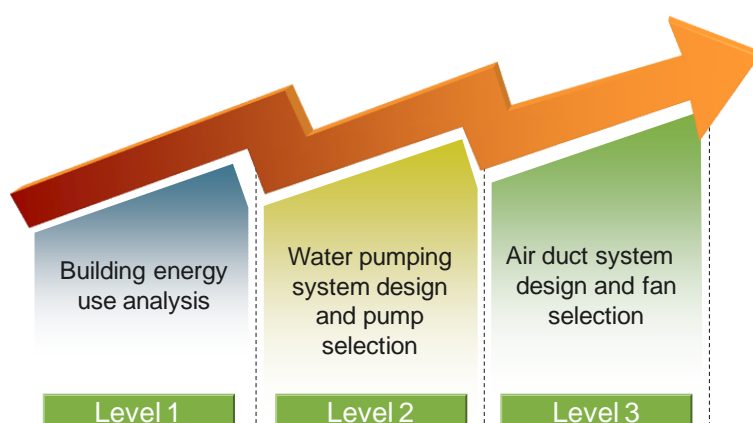 Building energy
use analysis
Water pumping
system design
and pump
selection
Air duct system
design and fan
selection
Level 1
Level 2
Level 3